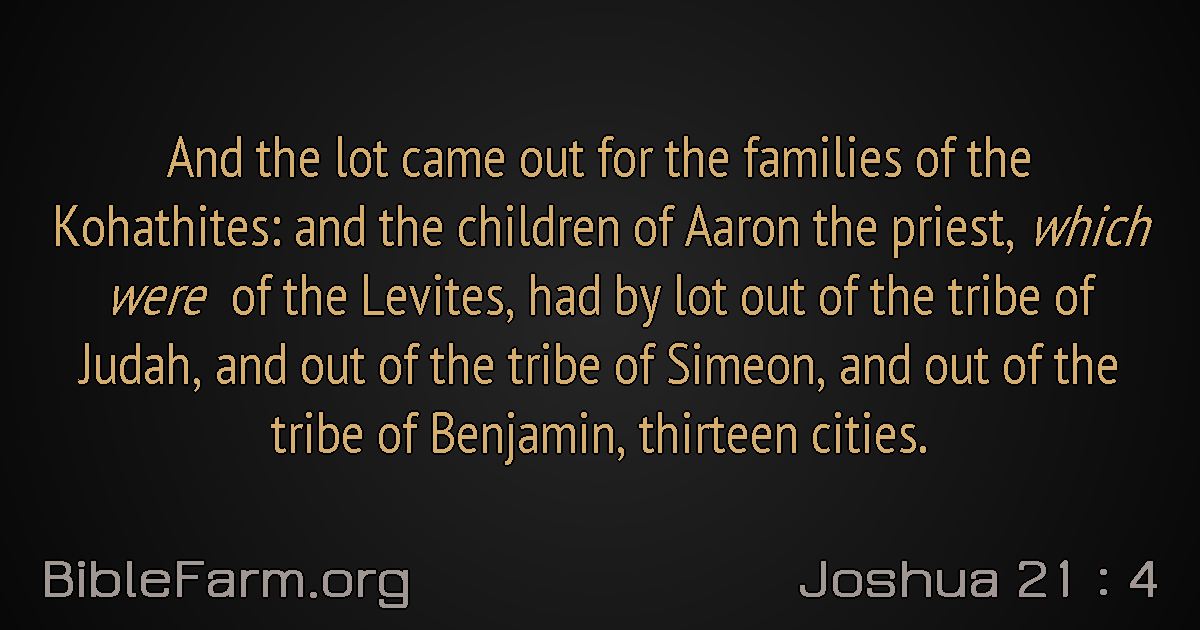 And the lot came out for the families of the
Kohathites: and the children of Aaron the priest, which
were of the Levites, had by lot out of the tribe of
Judah, and out of the tribe of Simeon, and out of the
tribe of Benjamin, thirteen cities.
BibleFarm.org
Joshua 21 : 4